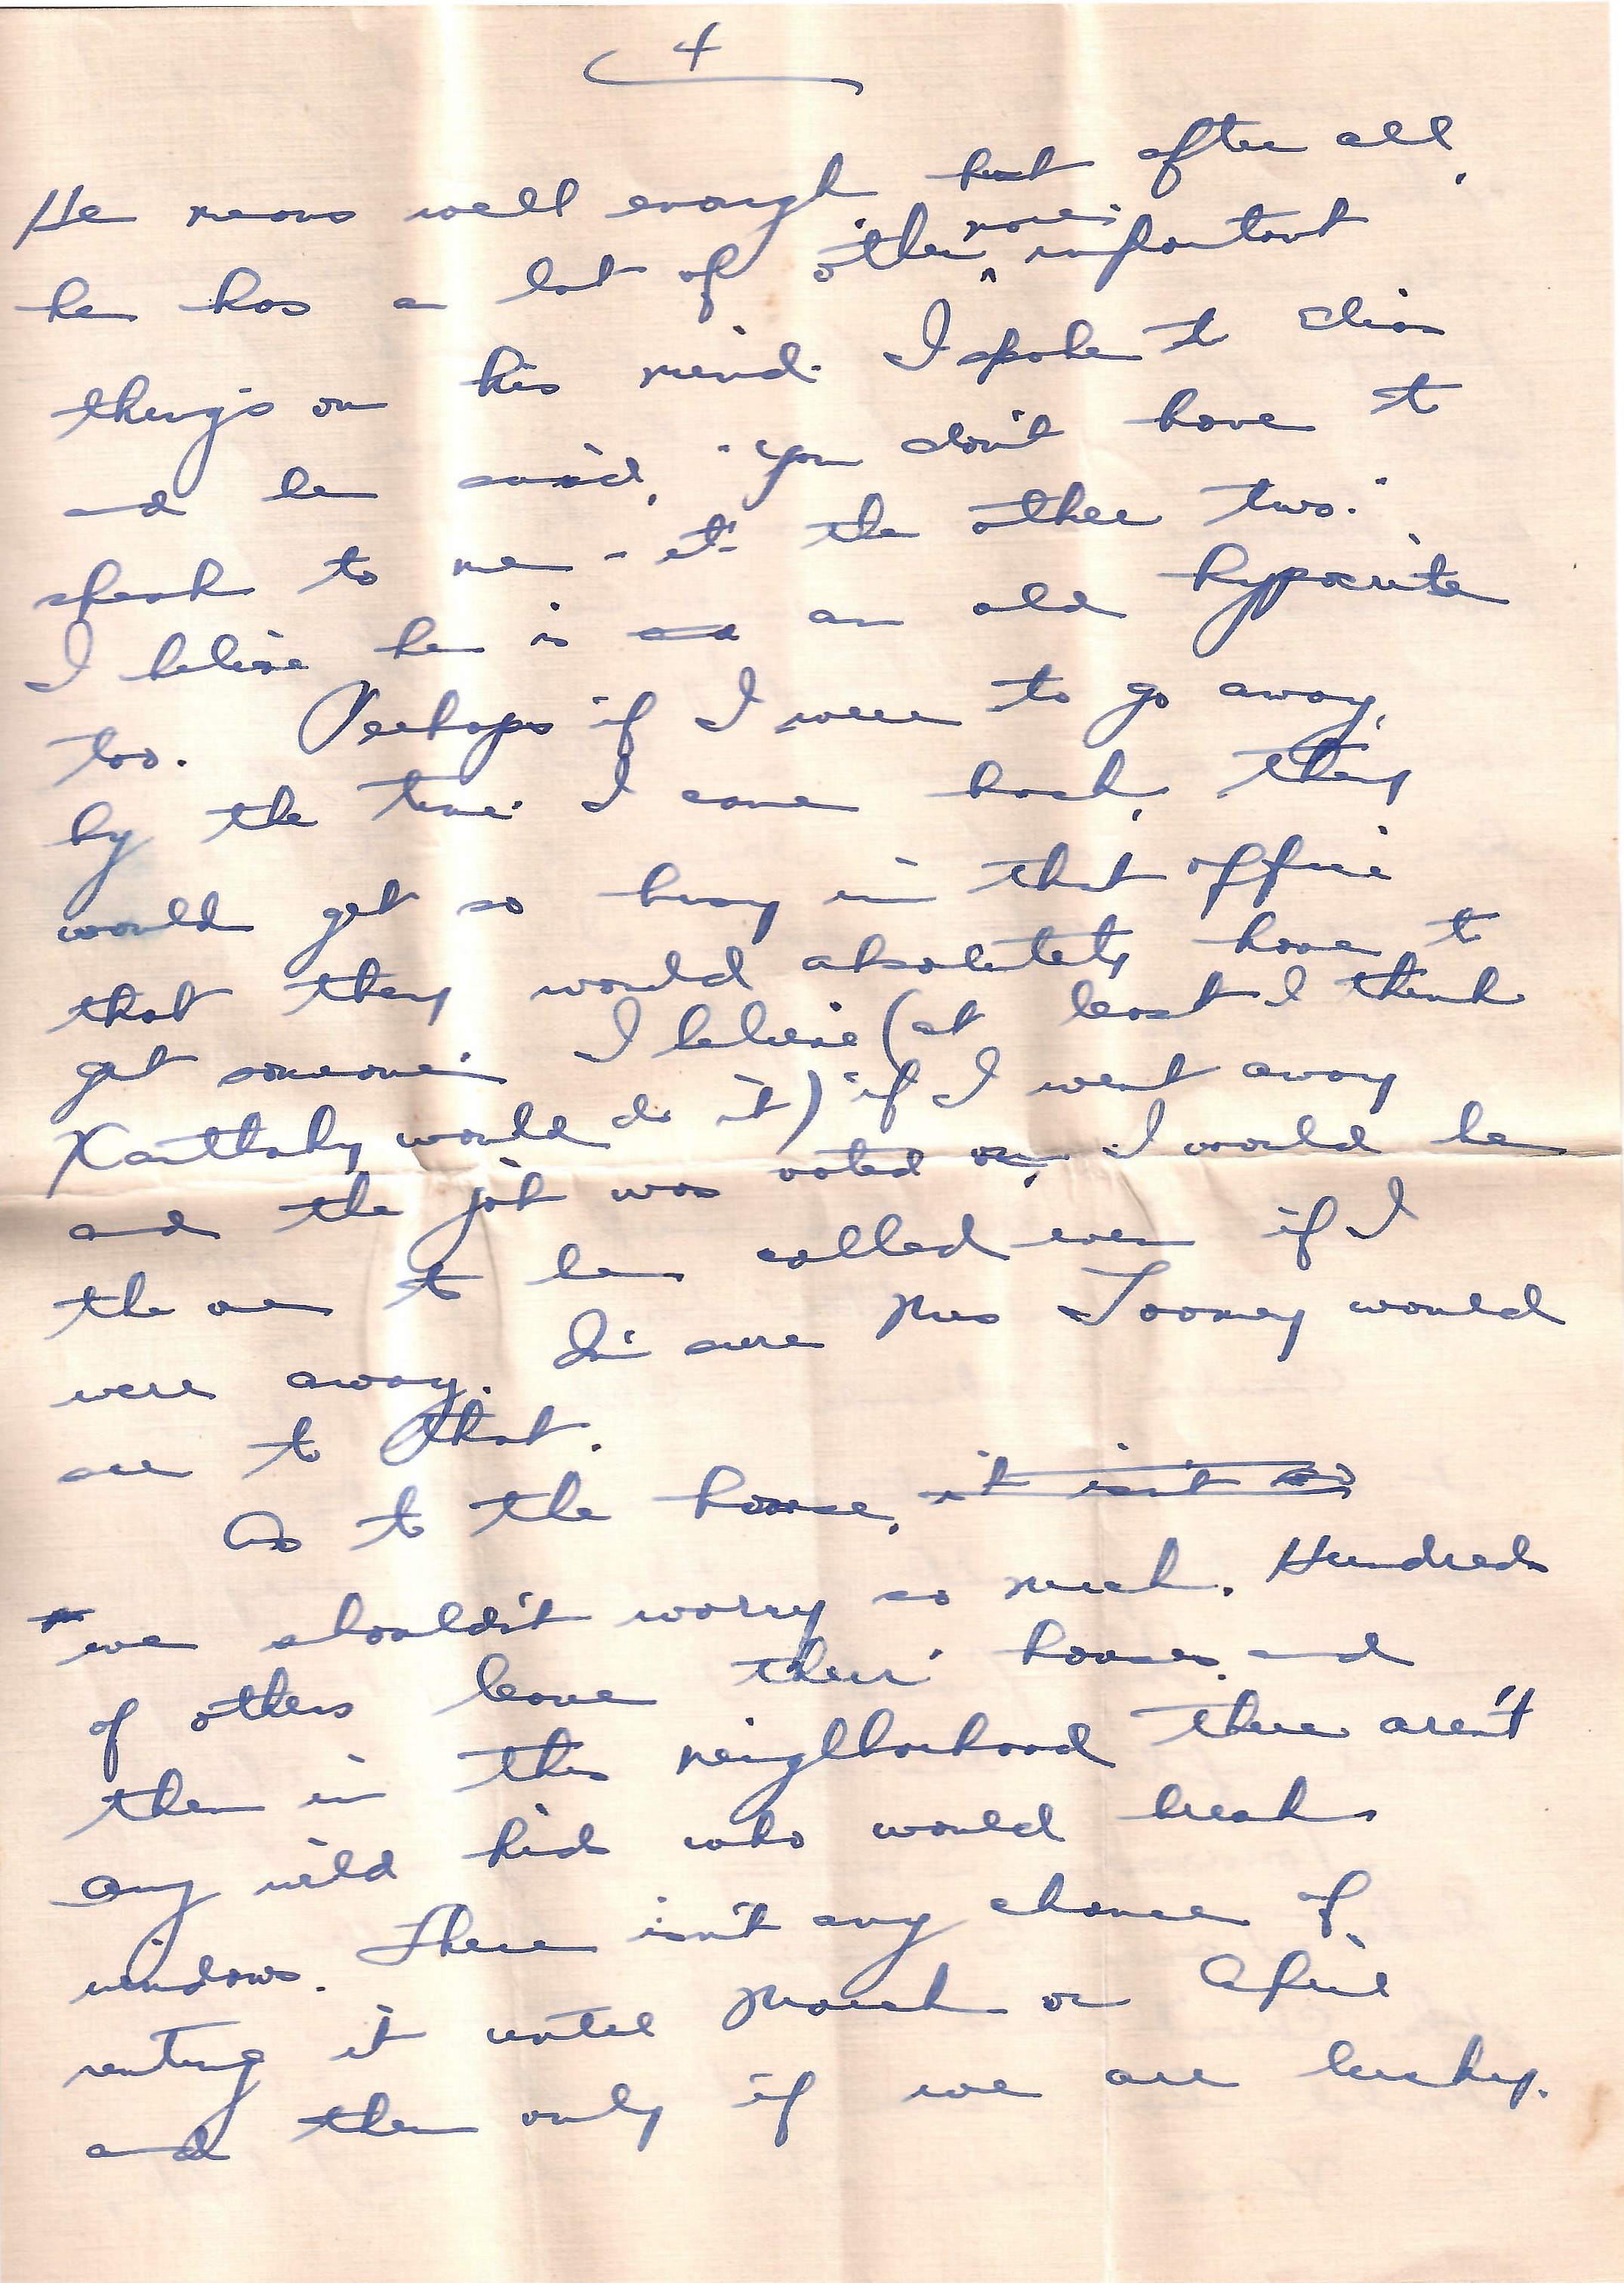 4
He means well enough but after all,
he has a lot of other more important
things on his mind. I spoke to
and he said, "you don't have to
speak to me - it's the other two."
I believe he is an old hypocrite
too. Perhaps if I were to go away,
by the time I came back, they
would get so busy in that office
that they would absolutely have to
get someone. I believe (at least I think
would do it) if I went away
and the job was voted on, I would be
the one to be called even if I
were away. I'm sure Mrs Toomey would
see to that.
As to the house, it isn't so
we shouldn't worry so much. Hundreds
of others leave their houses and
then in this neighborhood there aren't
any wild kids who would break
windows. There isn't any chance of
renting it until March or April
and then only if we are lucky.